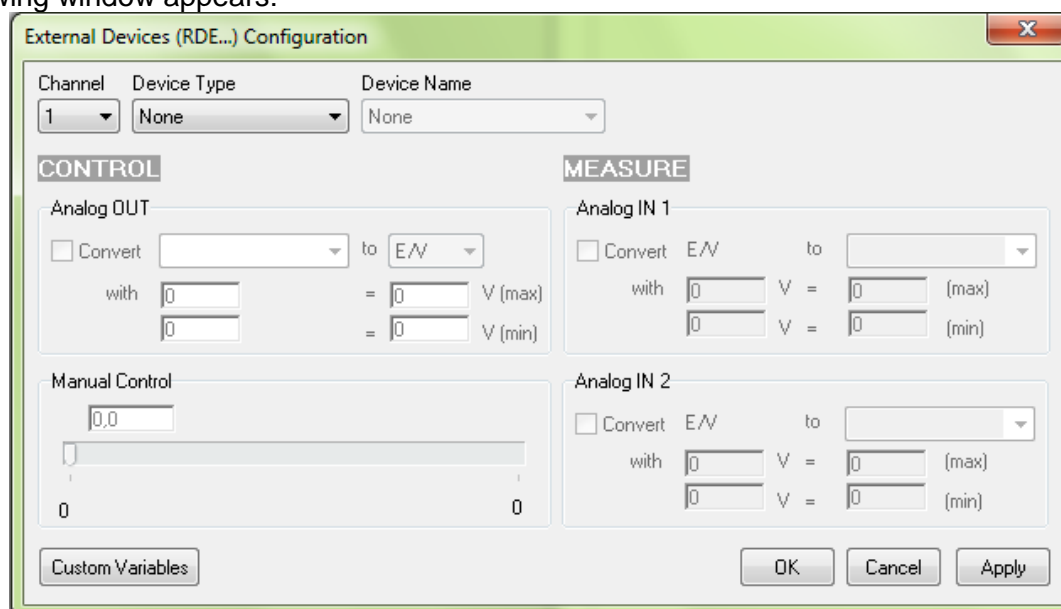 window appears:
External Devices (RDE...) Configuration
x
Channel Device Type Device Name
1 None None
CONTROL MEASURE
Analog OUT
Convert to E/V
with 0 = 0 V (max)
0 = 0 V (min)
Analog IN 1
Convert E/V to
with 0 V = 0 (max)
0 V = 0 (min)
Manual Control
0,0
0 0
Analog IN 2
Convert E/V to
with 0 V = 0 (max)
0 V = 0 (min)
Custom Variables OK Cancel Apply